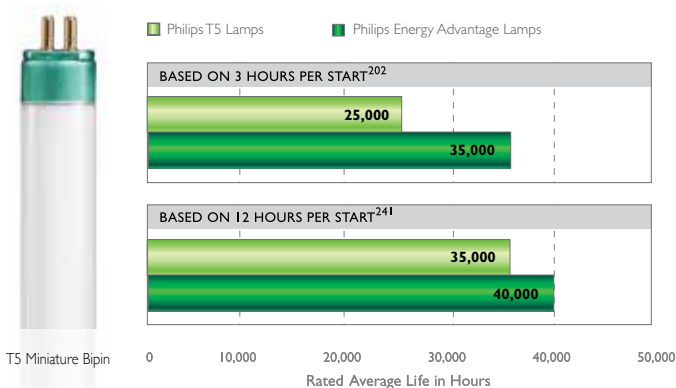 Philips T5 Lamps
Philips Energy Advantage Lamps
BASED ON 3 HOURS PER START202
25,000
35,000
BASED ON 12 HOURS PER START241
35,000
40,000
T5 Miniature Bipin
0 10,000 20,000 30,000 40,000 50,000
Rated Average Life in Hours